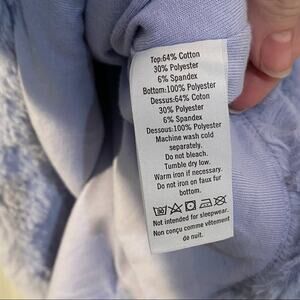 Top:64% Cotton
30% Polyester
6% Spandex
Bottom:100% Polyester
Dessus:64% Coton
30% Polyester
6% Spandex
Dessous:100% Polyester
Machine wash cold
separately.
Do not bleach.
Tumble dry low.
Warm iron if necessary.
Do not iron on faux fur
bottom.
Not intended for sleepwear.
Non conçu comme vêtement
de nuit.